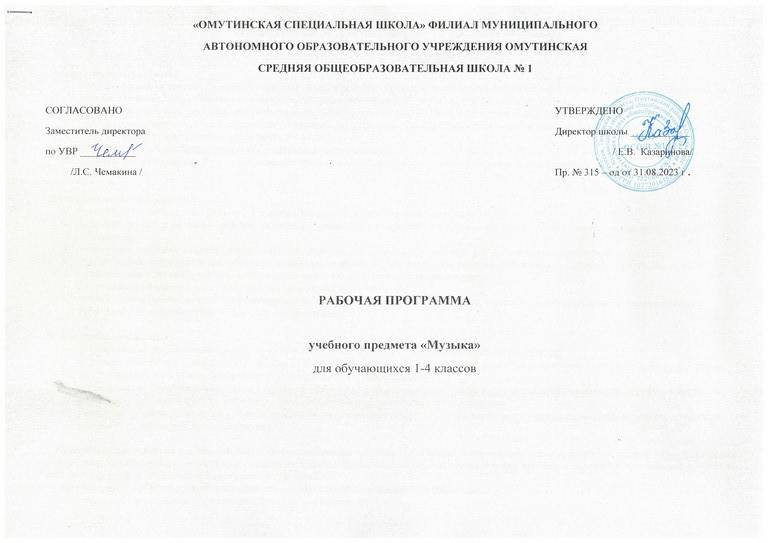 «ОМУТИНСКАЯ СПЕЦИАЛЬНАЯ ШКОЛА» ФИЛИАЛ МУНИЦИПАЛЬНОГО
АВТОНОМНОГО ОБРАЗОВАТЕЛЬНОГО УЧРЕЖДЕНИЯ ОМУТИНСКАЯ
СРЕДНЯЯ ОБЩЕОБРАЗОВАТЕЛЬНАЯ ШКОЛА № 1
СОГЛАСОВАНО
Заместитель директора
по УВР
/Л.С. Чемакина /
УТВЕРЖДЕНО
Директор школы
/ Е.В. Казаринова/
Пр. № 315 – од от 31.08.2023 г.
РАБОЧАЯ ПРОГРАММА
учебного предмета «Музыка»
для обучающихся 1-4 классов